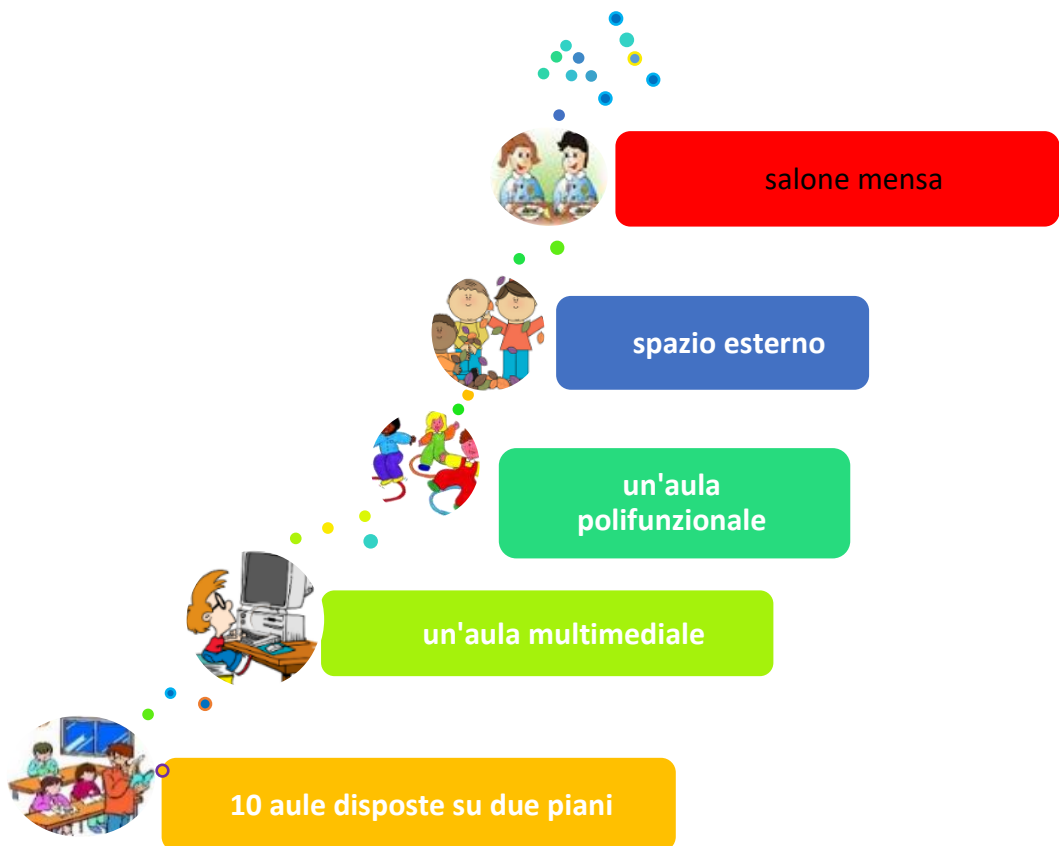 salone mensa
spazio esterno
un'aula
polifunzionale
un'aula multimediale
10 aule disposte su due piani